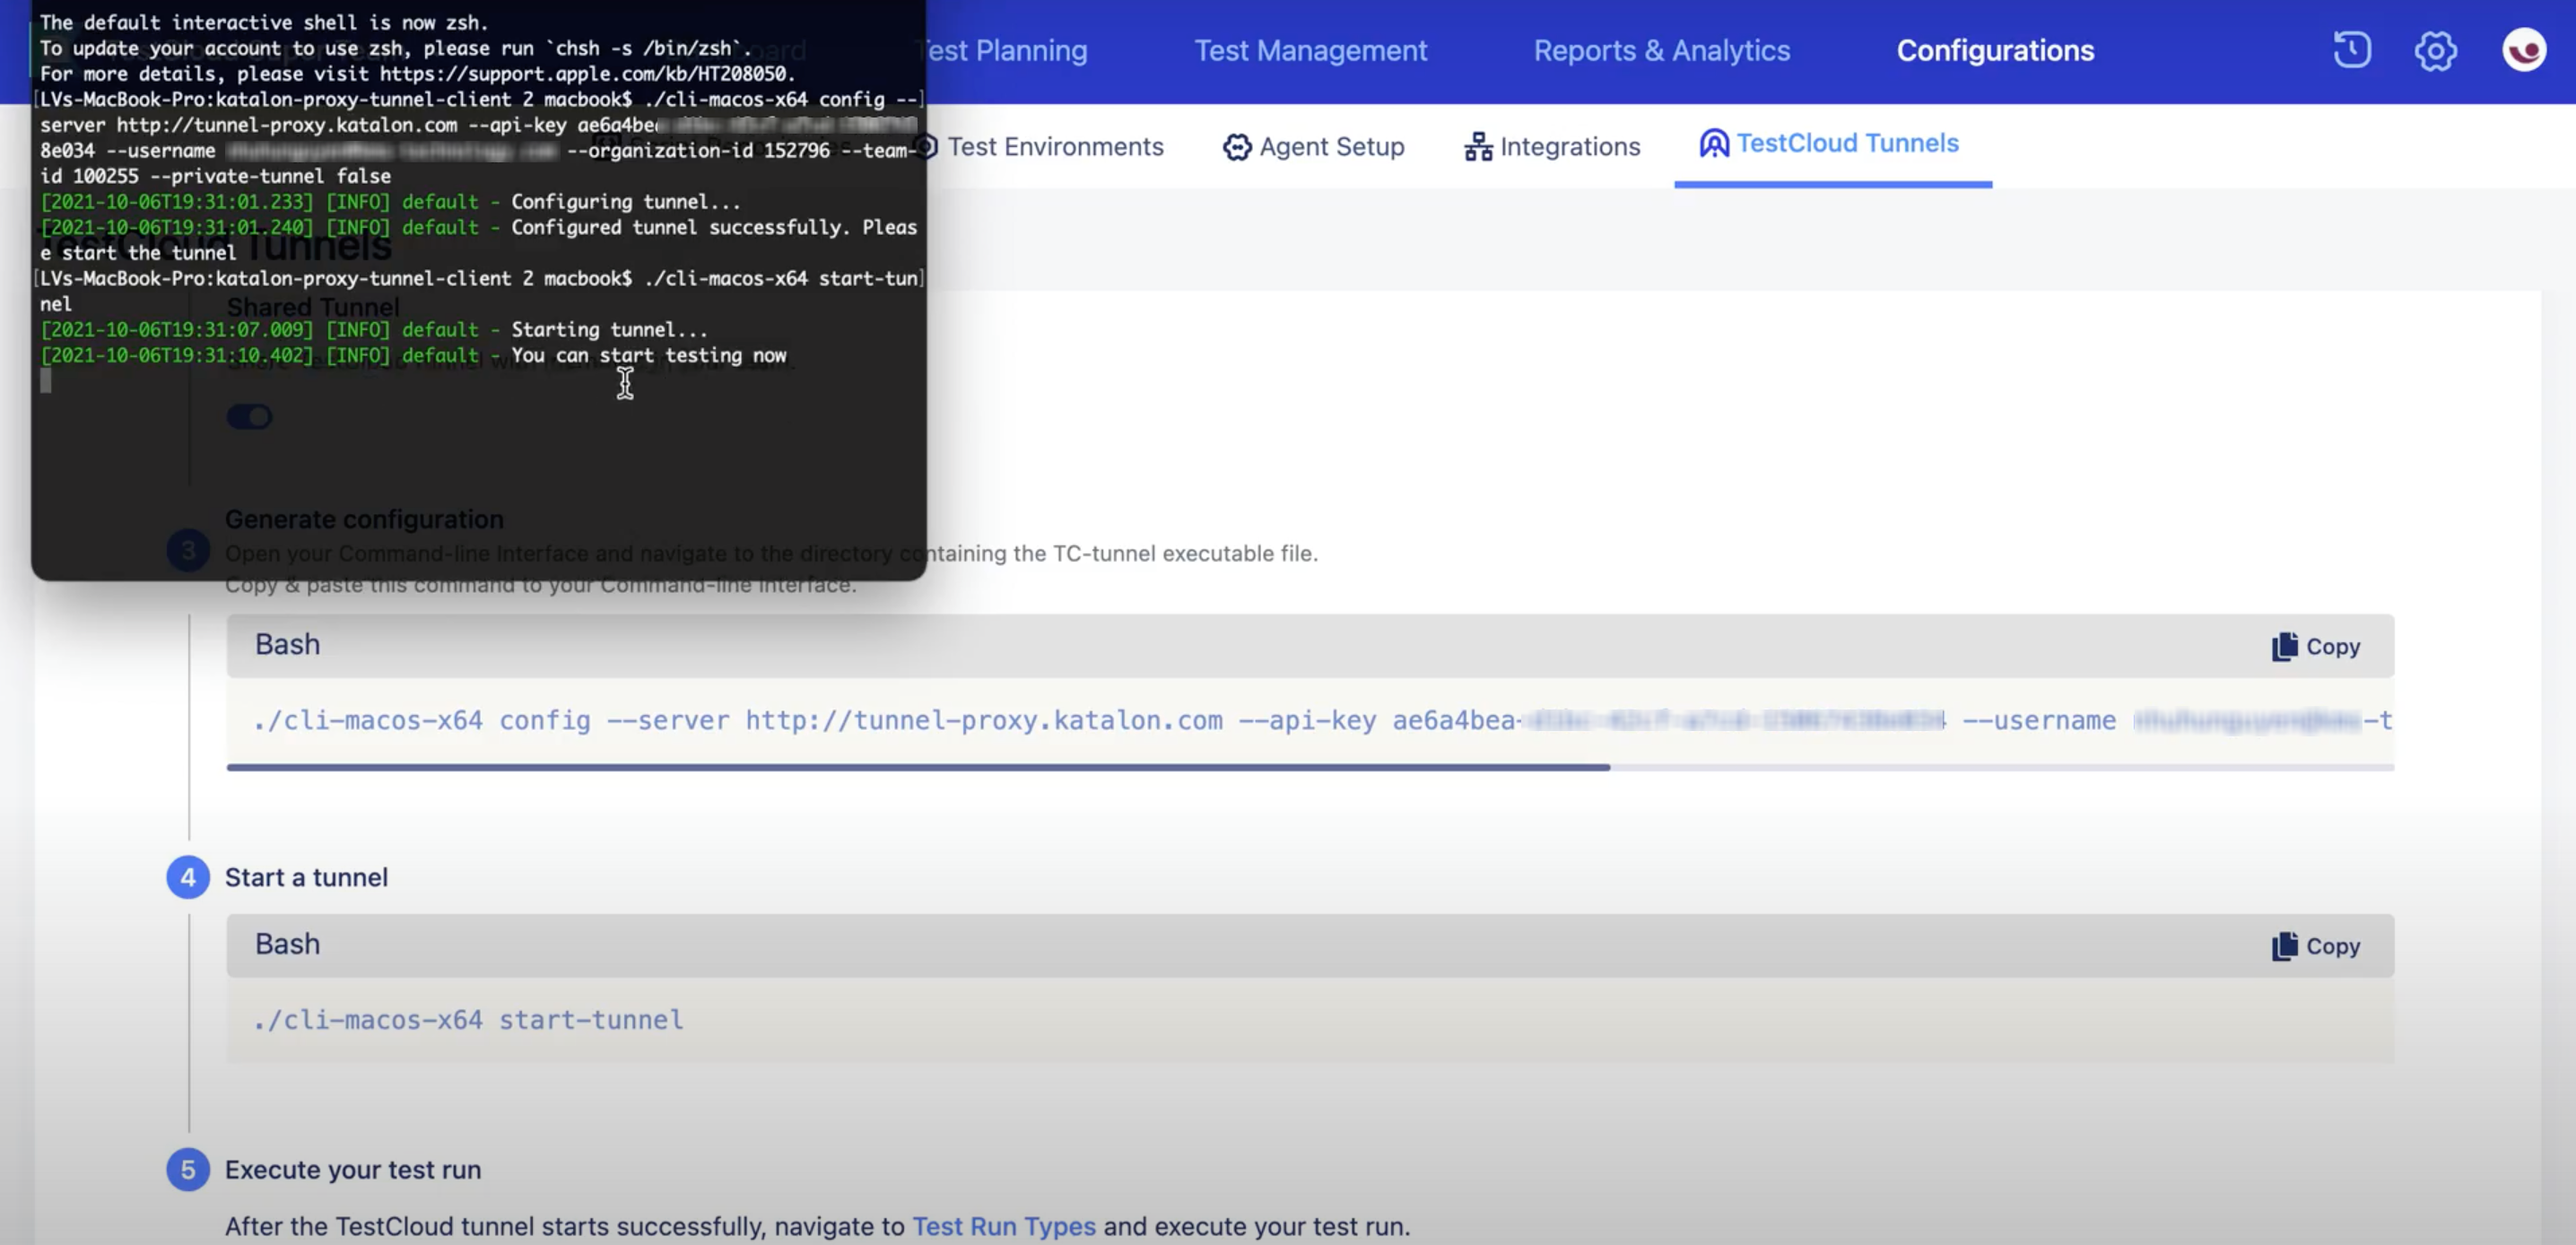 The default interactive shell is now zsh.
To update your account to use zsh, please run `chsh -s /bin/zsh`.
For more details, please visit https://support.apple.com/kb/HT208050.
[LVs-MacBook-Pro:katalon-proxy-tunnel-client 2 macbook$ ./cli-macos-x64 config --]
server http://tunnel-proxy.katalon.com --api-key ae6a4be
8e034 --username --organization-id 152796 --team-
id 100255 --private-tunnel false
[2021-10-06T19:31:01.233] [INFO] default - Configuring tunnel...
[2021-10-06T19:31:01.240] [INFO] default - Configured tunnel successfully. Pleas
e start the tunnel
[LVs-MacBook-Pro:katalon-proxy-tunnel-client 2 macbook$ ./cli-macos-x64 start-tun]
nel
[2021-10-06T19:31:07.009] [INFO] default - Starting tunnel...
[2021-10-06T19:31:10.402] [INFO] default - You can start testing now
Test Planning
Test Management
Reports & Analytics
Configurations
Test Environments
Agent Setup
Integrations
TestCloud Tunnels
TestCloud Tunnels
Shared Tunnel
3
Generate configuration
Open your Command-line Interface and navigate to the directory containing the TC-tunnel executable file.
Copy & paste this command to your Command-line Interface.
Bash
Copy
./cli-macos-x64 config --server http://tunnel-proxy.katalon.com --api-key ae6a4bea- --username -t
4
Start a tunnel
Bash
Copy
./cli-macos-x64 start-tunnel
5
Execute your test run
After the TestCloud tunnel starts successfully, navigate to Test Run Types and execute your test run.